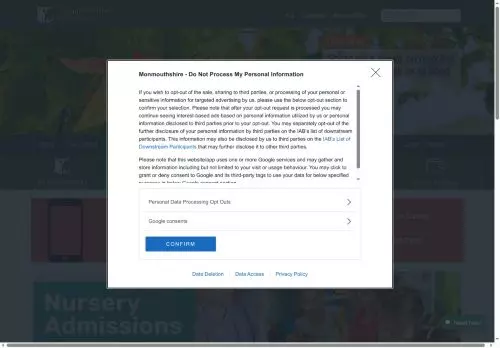 Monmouthshire - Do Not Process My Personal Information
If you wish to opt-out of the sale, sharing to third parties, or processing of your personal or
sensitive information for targeted advertising by us, please use the below opt-out section to
confirm your selection. Please note that after your opt-out request is processed you may
continue seeing interest-based ads based on personal information utilized by us or personal
information disclosed to third parties prior to your opt-out. You may separately opt-out of the
further disclosure of your personal information by third parties on the IAB's list of downstream
participants. This information may also be disclosed by us to third parties on the IAB's List of
Downstream Participants that may further disclose it to other third parties.
Please note that this website/app uses one or more Google services and may gather and
store information including but not limited to your visit or usage behaviour. You may click to
grant or deny consent to Google and its third-party tags to use your data for below specified
Personal Data Processing Opt Outs
Google consents
CONFIRM
Data Deletion Data Access Privacy Policy
Nursery
Admissions
Need help